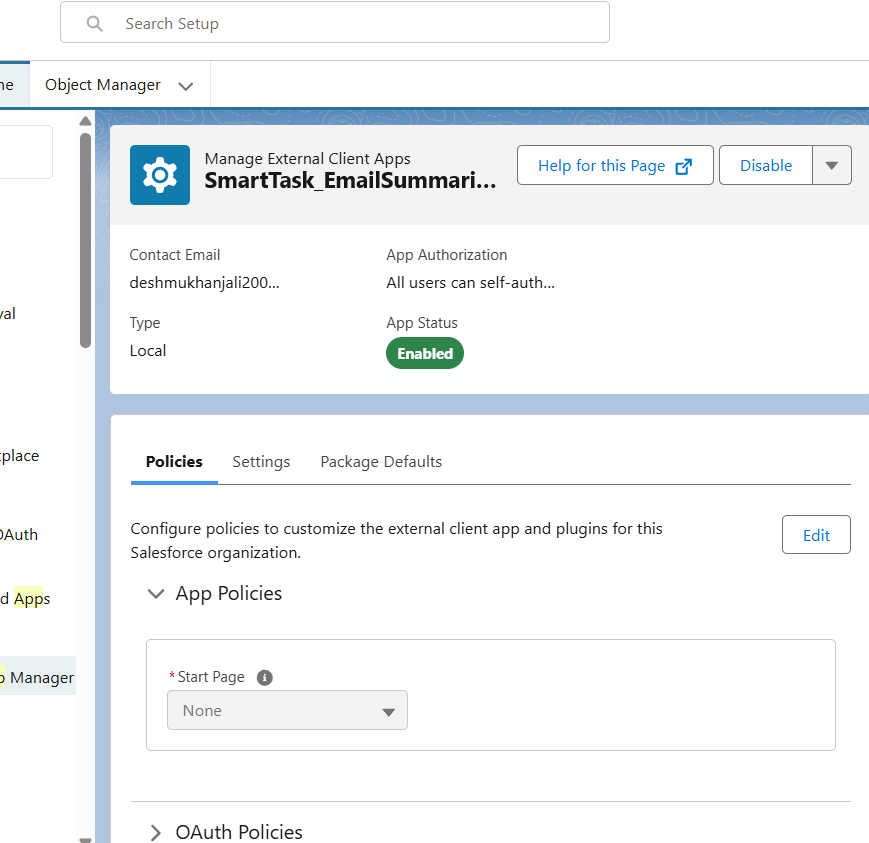 Search Setup
Object Manager
Manage External Client Apps
SmartTask_EmailSummari...
Help for this Page
Disable
Contact Email
App Authorization
deshmukhanjali200...
All users can self-auth...
Type
App Status
Local
Enabled
Policies
Settings
Package Defaults
Configure policies to customize the external client app and plugins for this
Salesforce organization.
Edit
App Policies
* Start Page
None
OAuth Policies
OAuth
d Apps
Manager